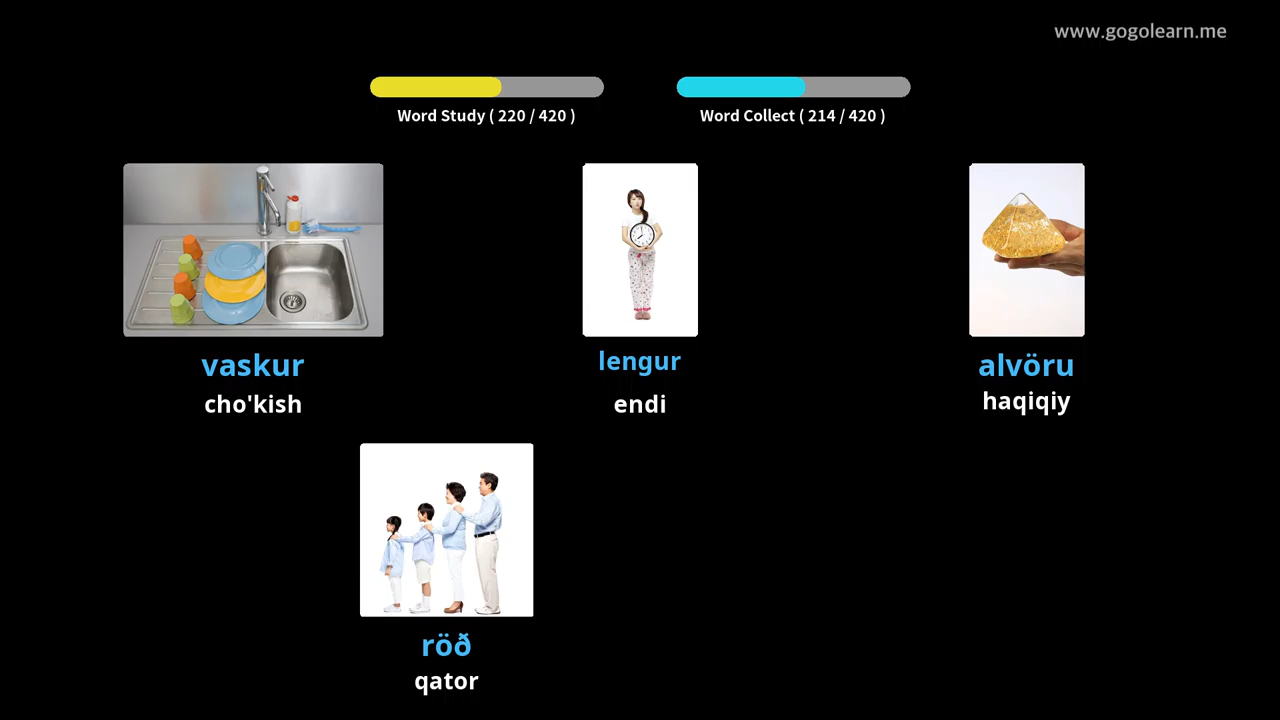 www.gogolearn.me
Word Study ( 220 / 420 )
Word Collect ( 214 / 420 )
vaskur
cho'kish
lengur
endi
alvöru
haqiqiy
röð
qator